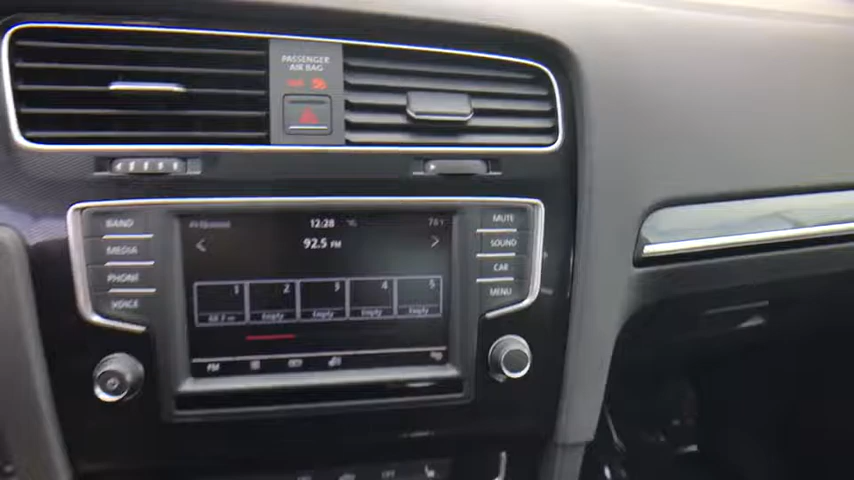 PASSENGER
AIR BAG
BAND
MEDIA
PHONE
VOICE
12:28
92.5 FM
1 2 3 4 5
Empty Empty Empty Empty
FM
MUTE
SOUND
CAR
MENU